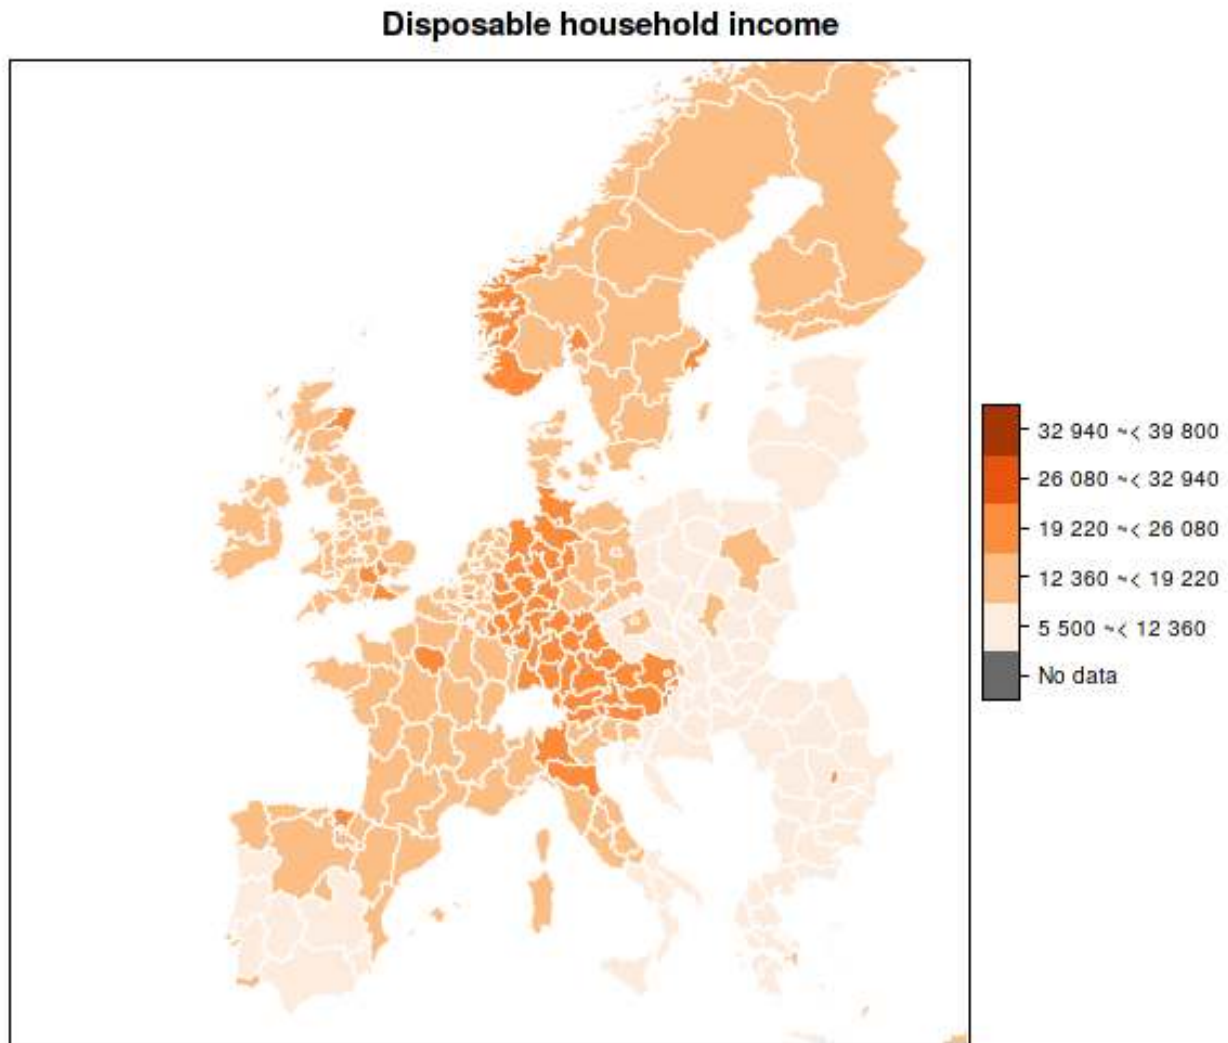 Disposable household income
32 940 ~< 39 800
26 080 ~< 32 940
19 220 ~< 26 080
12 360 ~< 19 220
5 500 ~< 12 360
No data